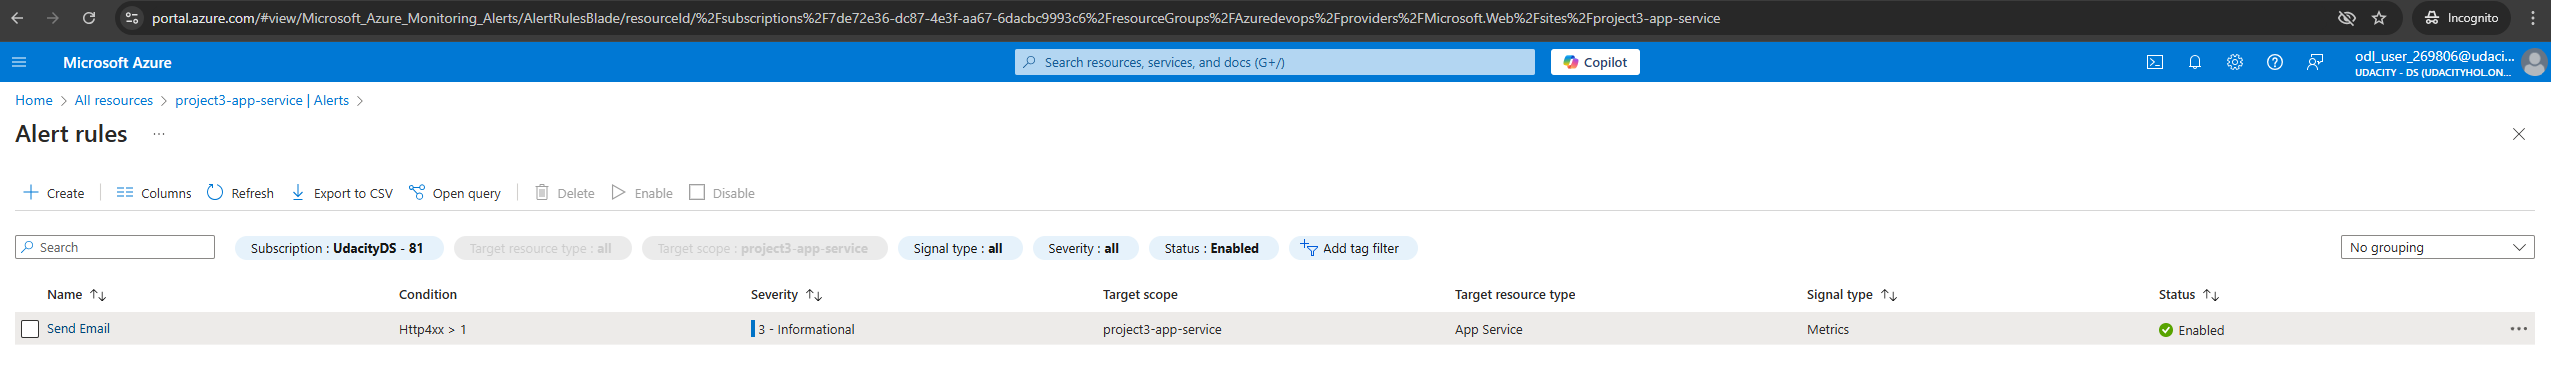 portal.azure.com/#view/Microsoft_Azure_Monitoring_Alerts/AlertRulesBlade/resourceId/%2Fsubscriptions%2F7de72e36-dc87-4e3f-aa67-6dacbc9993c6%2FresourceGroups%2FAzuredevops%2Fproviders%2FMicrosoft.Web%2Fsites%2Fproject3-app-service Incognito
Microsoft Azure Search resources, services, and docs (G+/) Copilot odl_user_269806@udaci...
UDACITY - DS (UDACITYHOL.ON...
Home > All resources > project3-app-service | Alerts >
Alert rules ...
Create Columns Refresh Export to CSV Open query Delete Enable Disable
Search Subscription : UdacityDS - 81 Target resource type : all Target scope : project3-app-service Signal type : all Severity : all Status : Enabled Add tag filter No grouping
Name Condition Severity Target scope Target resource type Signal type Status
Send Email Http4xx > 1 3 - Informational project3-app-service App Service Metrics Enabled ...